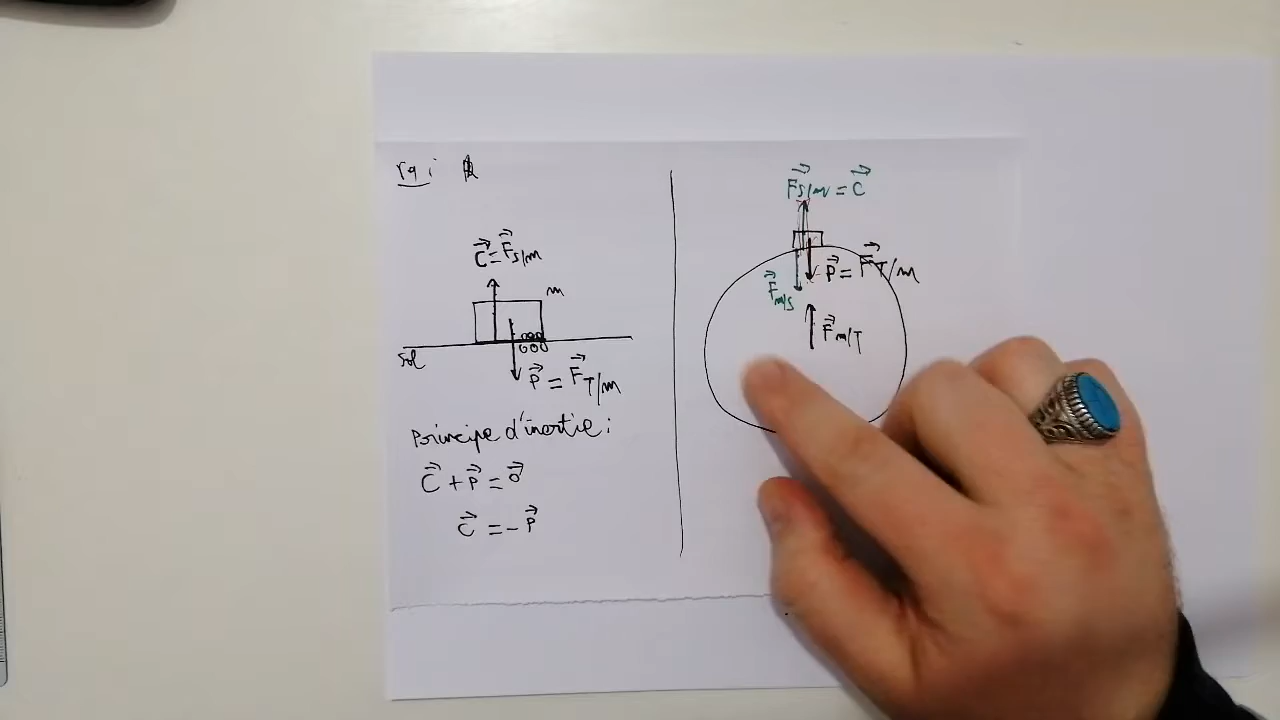 rq :
C⃗ = F⃗ s/m
m
sol
P⃗ = F⃗ T/m
Principe d'inertie :
C⃗ + P⃗ = 0⃗
C⃗ = - P⃗
F⃗ s/m = C⃗
P⃗ = F⃗ T/m
F⃗ m/s
F⃗ m/T